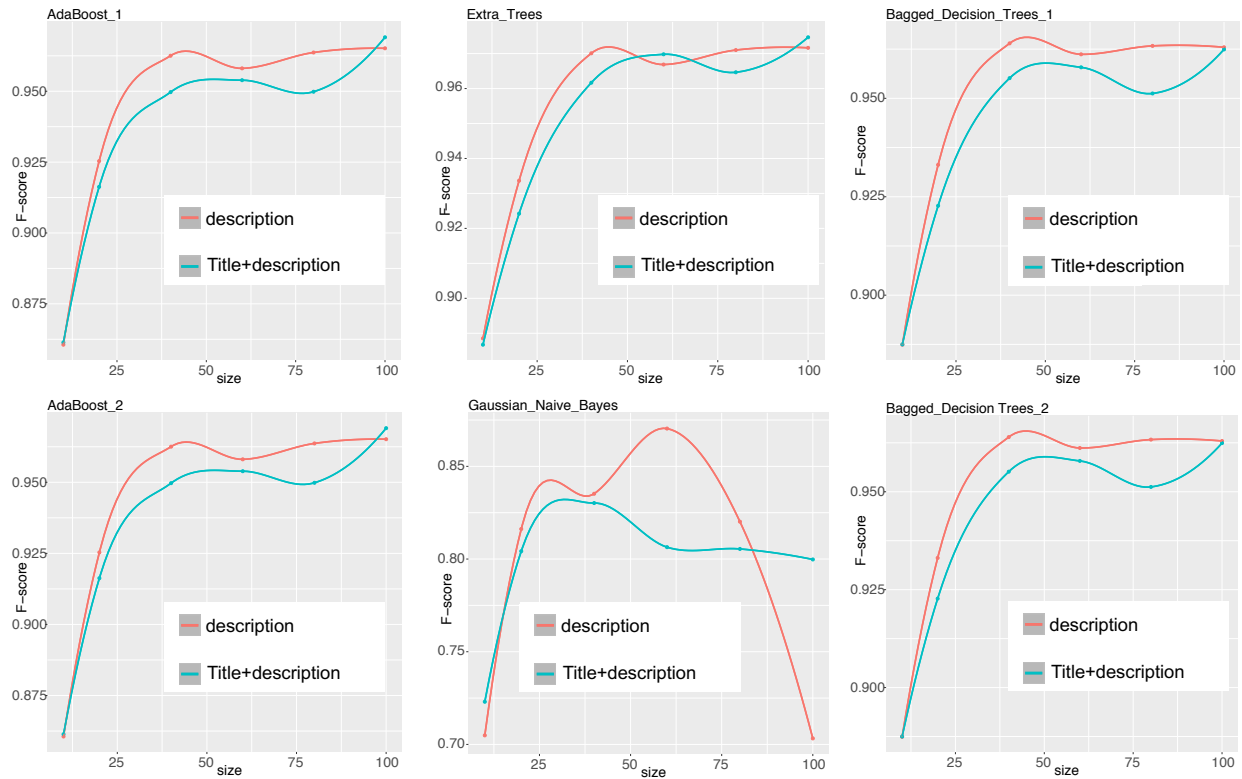 AdaBoost_1
F-score
0.950
0.925
0.900
0.875
description
Title+description
25
50
75
100
size
Extra_Trees
F-score
0.96
0.94
0.92
0.90
description
Title+description
25
50
75
100
size
Bagged_Decision_Trees_1
F-score
0.950
0.925
0.900
description
Title+description
25
50
75
100
size
AdaBoost_2
F-score
0.950
0.925
0.900
0.875
description
Title+description
25
50
75
100
size
Gaussian_Naive_Bayes
F-score
0.85
0.80
0.75
0.70
description
Title+description
25
50
75
100
size
Bagged_Decision Trees_2
F-score
0.950
0.925
0.900
description
Title+description
25
50
75
100
size